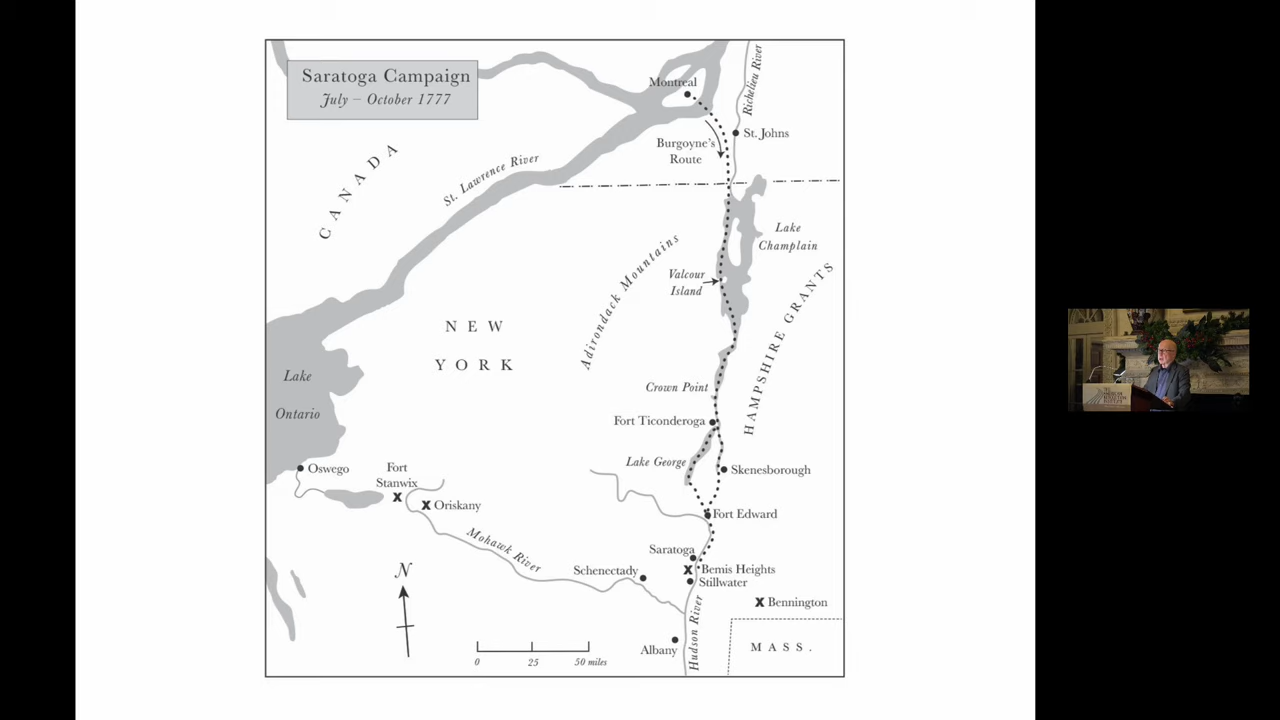 Saratoga Campaign
July – October 1777
Montreal
Richelieu River
St. Johns
Burgoyne's
Route
CANADA
St. Lawrence River
Lake
Champlain
Adirondack Mountains
Valcour
Island
HAMPSHIRE GRANTS
NEW
YORK
Lake
Ontario
Crown Point
Fort Ticonderoga
Lake George
Skenesborough
Oswego
Fort
Stanwix
X
X Oriskany
Fort Edward
Mohawk River
Saratoga
X Bemis Heights
Schenectady
Stillwater
N
X Bennington
Hudson River
Albany
MASS.
0 25 50 miles